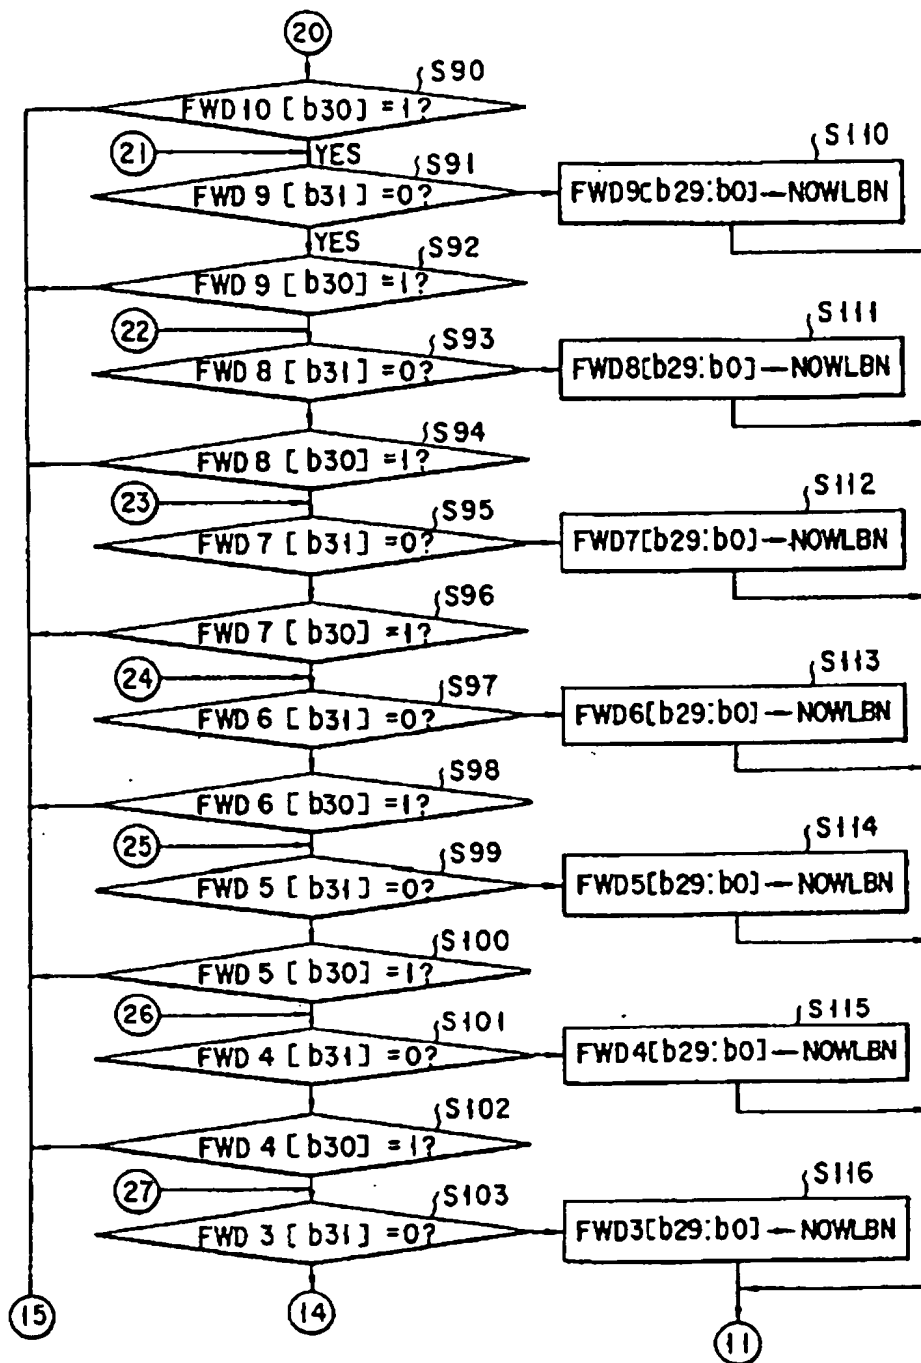 20
S90
FWD10 [b30] =1?
21
YES
S91
S110
FWD 9 [b31] =0?
FWD9[b29:b0]←NOWLBN
YES
S92
FWD 9 [b30] =1?
22
S93
S111
FWD 8 [b31] =0?
FWD8[b29:b0]←NOWLBN
S94
FWD 8 [b30] =1?
23
S95
S112
FWD 7 [b31] =0?
FWD7[b29:b0]←NOWLBN
S96
FWD 7 [b30] =1?
24
S97
S113
FWD 6 [b31] =0?
FWD6[b29:b0]←NOWLBN
S98
FWD 6 [b30] =1?
25
S99
S114
FWD 5 [b31] =0?
FWD5[b29:b0]←NOWLBN
S100
FWD 5 [b30] =1?
26
S101
S115
FWD 4 [b31] =0?
FWD4[b29:b0]←NOWLBN
S102
FWD 4 [b30] =1?
27
S103
S116
FWD 3 [b31] =0?
FWD3[b29:b0]←NOWLBN
15
14
11